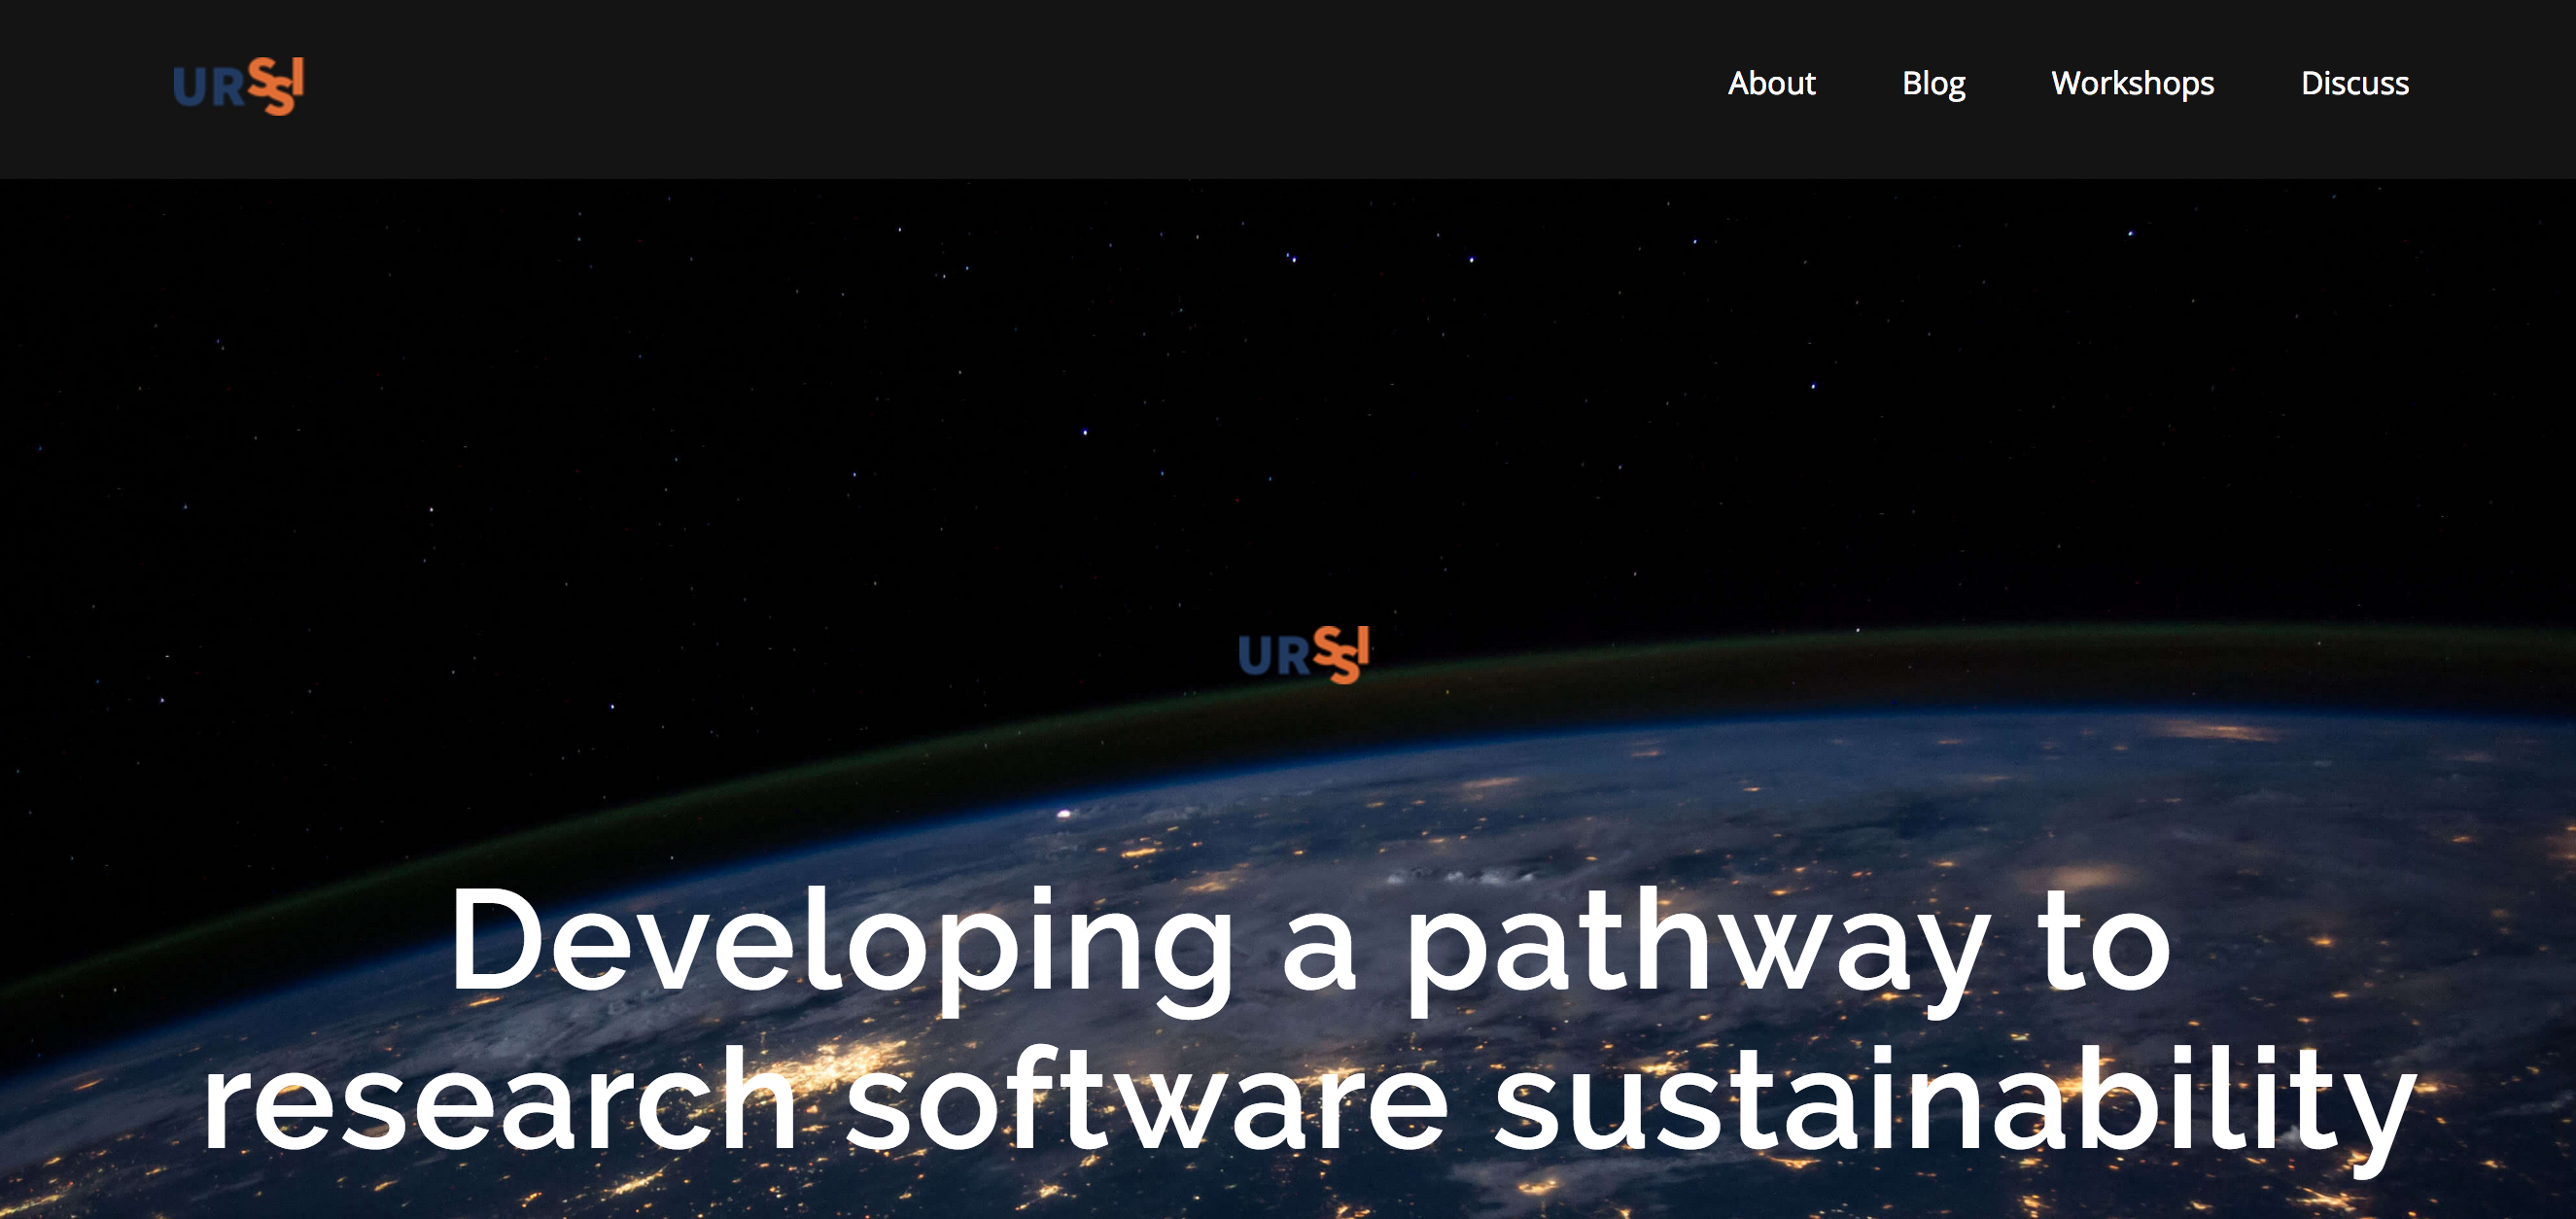 URSSI
About Blog Workshops Discuss
URSSI
Developing a pathway to
research software sustainability